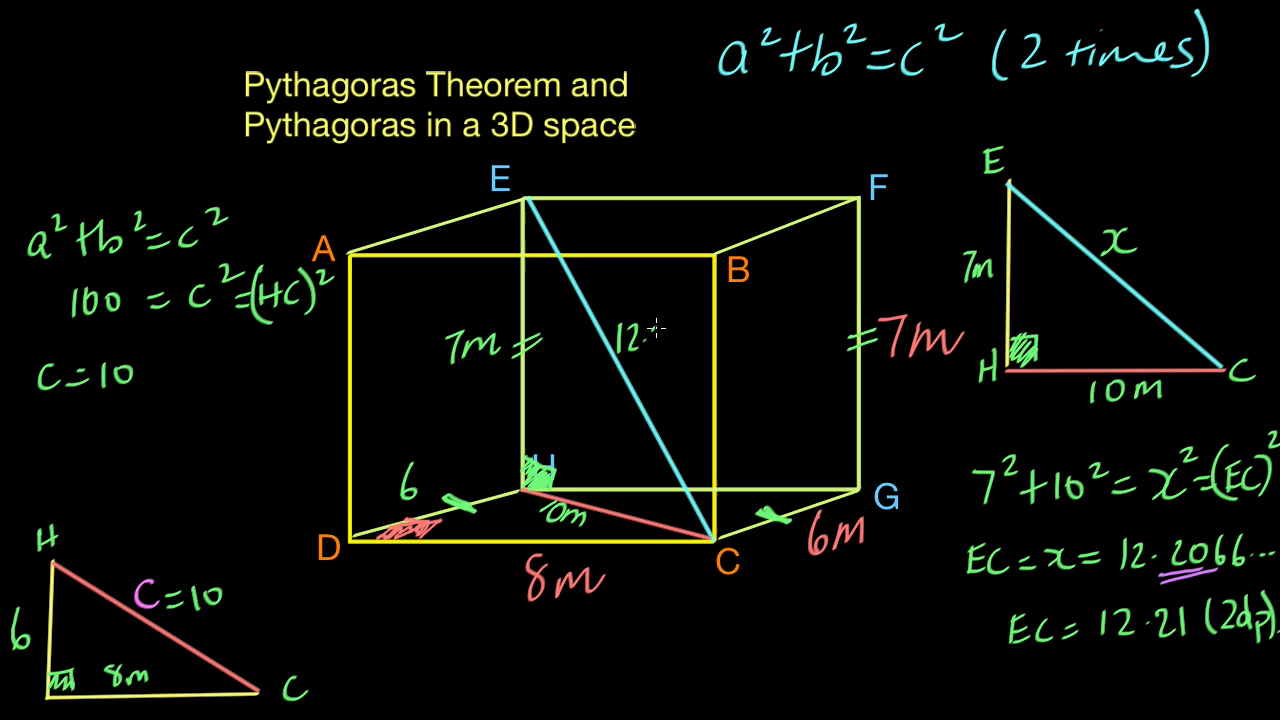 a²+b²=c² (2 times)
Pythagoras Theorem and
Pythagoras in a 3D space
a²+b²=c²
100 = c²=(HC)²
C=10
E
F
A
B
7m
12.
=7m
H
6
10m
D
8m
C
6m
G
E
7m
x
H
10m
C
7²+10²=x²=(EC)²
EC=x= 12.2066...
EC= 12.21 (2dp)
H
6
C=10
8m
C